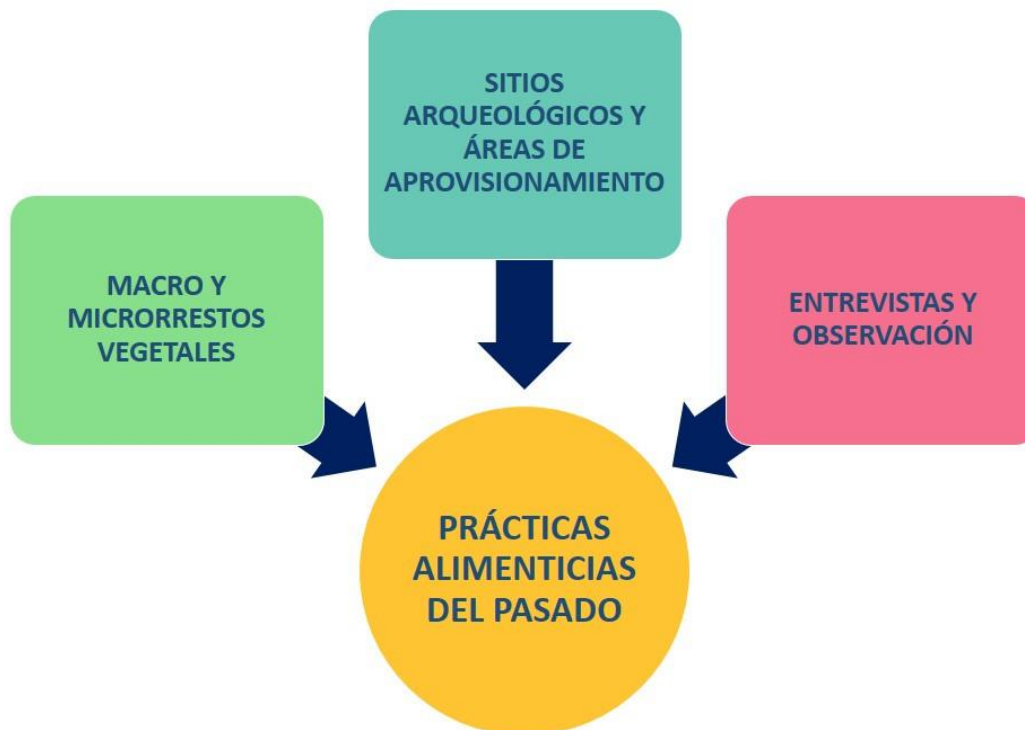 SITIOS
ARQUEOLÓGICOS Y
ÁREAS DE
APROVISIONAMIENTO
MACRO Y
MICRORRESTOS
VEGETALES
ENTREVISTAS Y
OBSERVACIÓN
PRÁCTICAS
ALIMENTICIAS
DEL PASADO